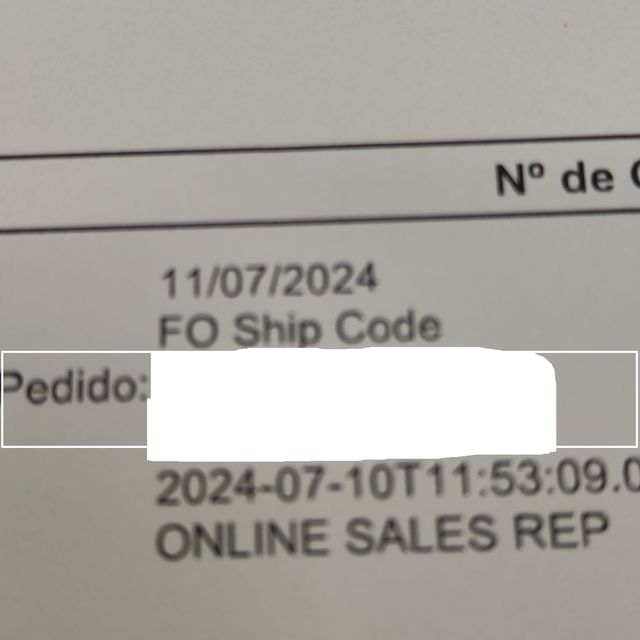 Nº de
11/07/2024
FO Ship Code
Pedido:
2024-07-10T11:53:09.0
ONLINE SALES REP